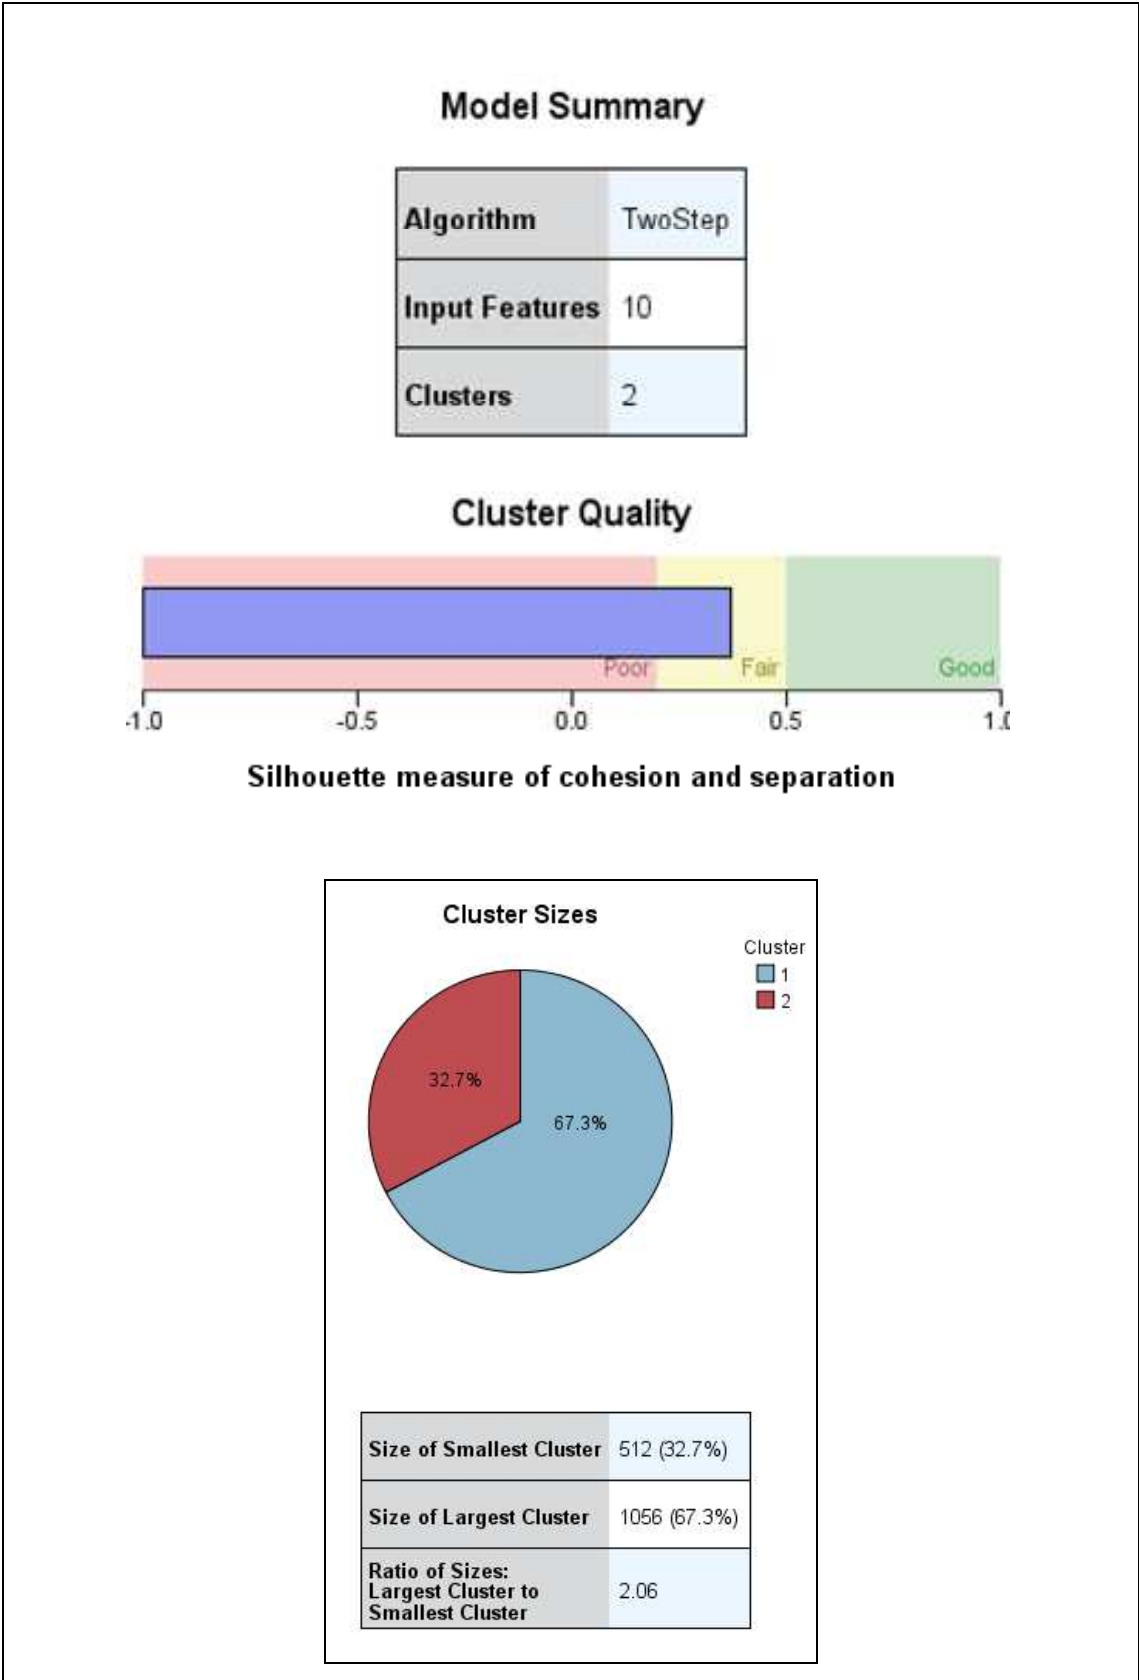 Model Summary
Algorithm TwoStep
Input Features 10
Clusters 2
Cluster Quality
Poor Fair Good
-1.0 -0.5 0.0 0.5 1.0
Silhouette measure of cohesion and separation
Cluster Sizes
Cluster
1
2
32.7%
67.3%
Size of Smallest Cluster 512 (32.7%)
Size of Largest Cluster 1056 (67.3%)
Ratio of Sizes:
Largest Cluster to
Smallest Cluster 2.06